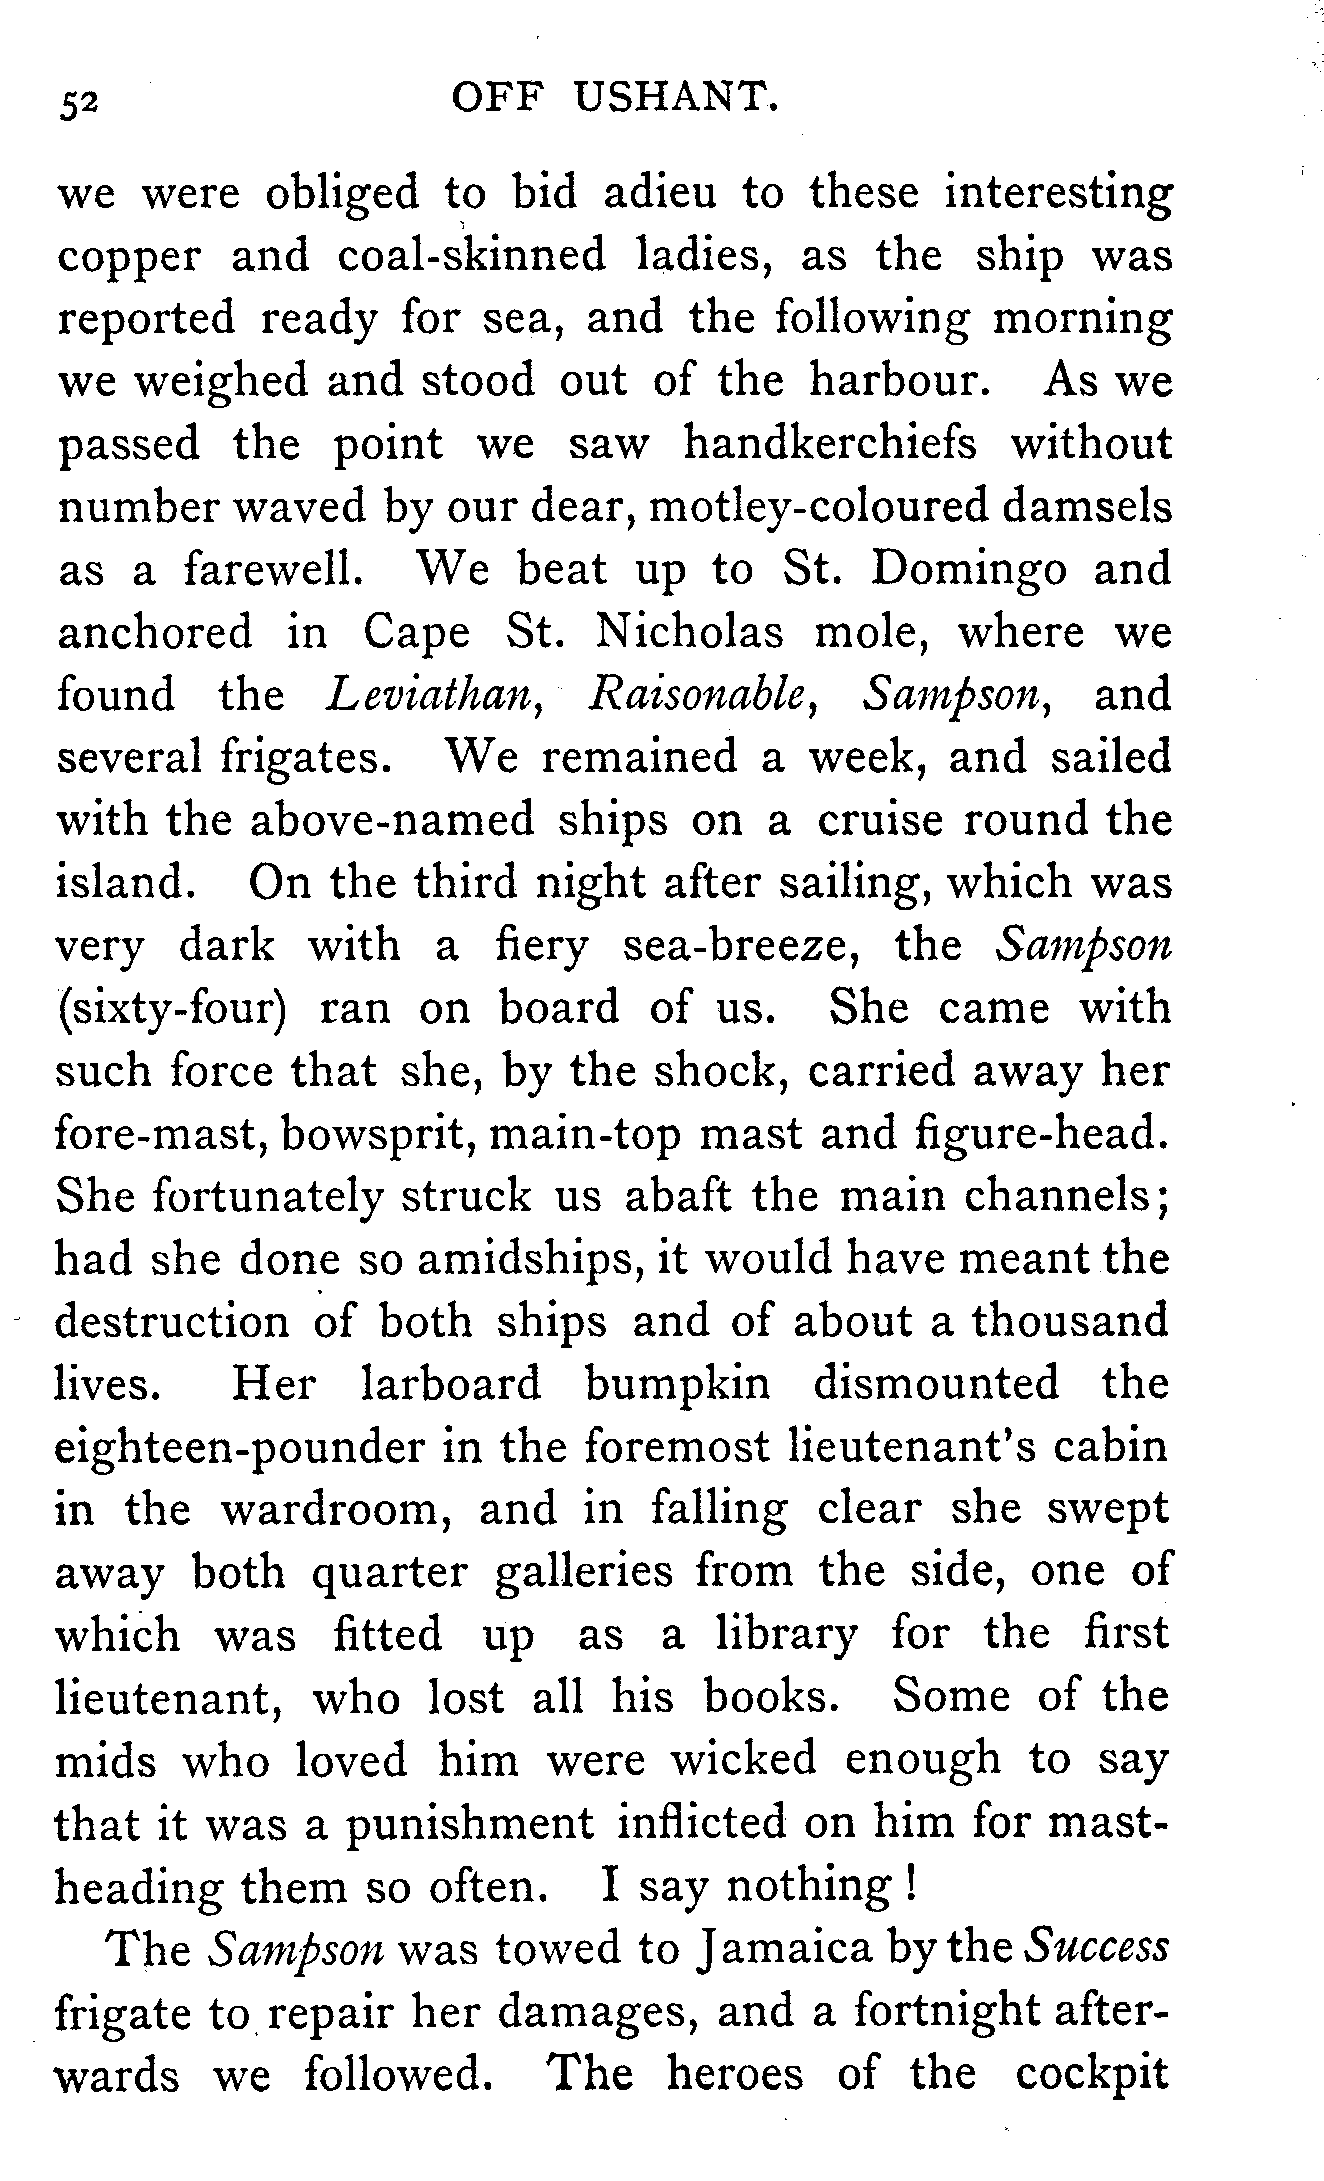 52 OFF USHANT.
we were obliged to bid adieu to these interesting
copper and coal-skinned ladies, as the ship was
reported ready for sea, and the following morning
we weighed and stood out of the harbour. As we
passed the point we saw handkerchiefs without
number waved by our dear, motley-coloured damsels
as a farewell. We beat up to St. Domingo and
anchored in Cape St. Nicholas mole, where we
found the Leviathan, Raisonable, Sampson, and
several frigates. We remained a week, and sailed
with the above-named ships on a cruise round the
island. On the third night after sailing, which was
very dark with a fiery sea-breeze, the Sampson
(sixty-four) ran on board of us. She came with
such force that she, by the shock, carried away her
fore-mast, bowsprit, main-top mast and figure-head.
She fortunately struck us abaft the main channels;
had she done so amidships, it would have meant the
destruction of both ships and of about a thousand
lives. Her larboard bumpkin dismounted the
eighteen-pounder in the foremost lieutenant's cabin
in the wardroom, and in falling clear she swept
away both quarter galleries from the side, one of
which was fitted up as a library for the first
lieutenant, who lost all his books. Some of the
mids who loved him were wicked enough to say
that it was a punishment inflicted on him for mast-
heading them so often. I say nothing !
The Sampson was towed to Jamaica by the Success
frigate to repair her damages, and a fortnight after-
wards we followed. The heroes of the cockpit